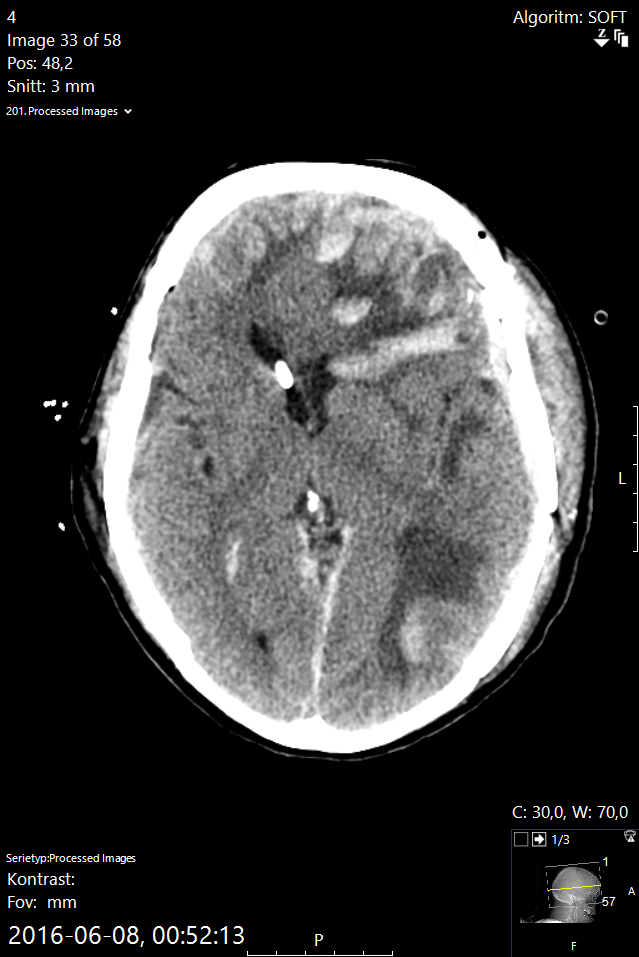 4
Image 33 of 58
Pos: 48,2
Snitt: 3 mm
201.Processed Images
Algoritm: SOFT
Z
L
C: 30,0, W: 70,0
1/3
1
57
A
F
Serietyp:Processed Images
Kontrast:
Fov: mm
2016-06-08, 00:52:13
P